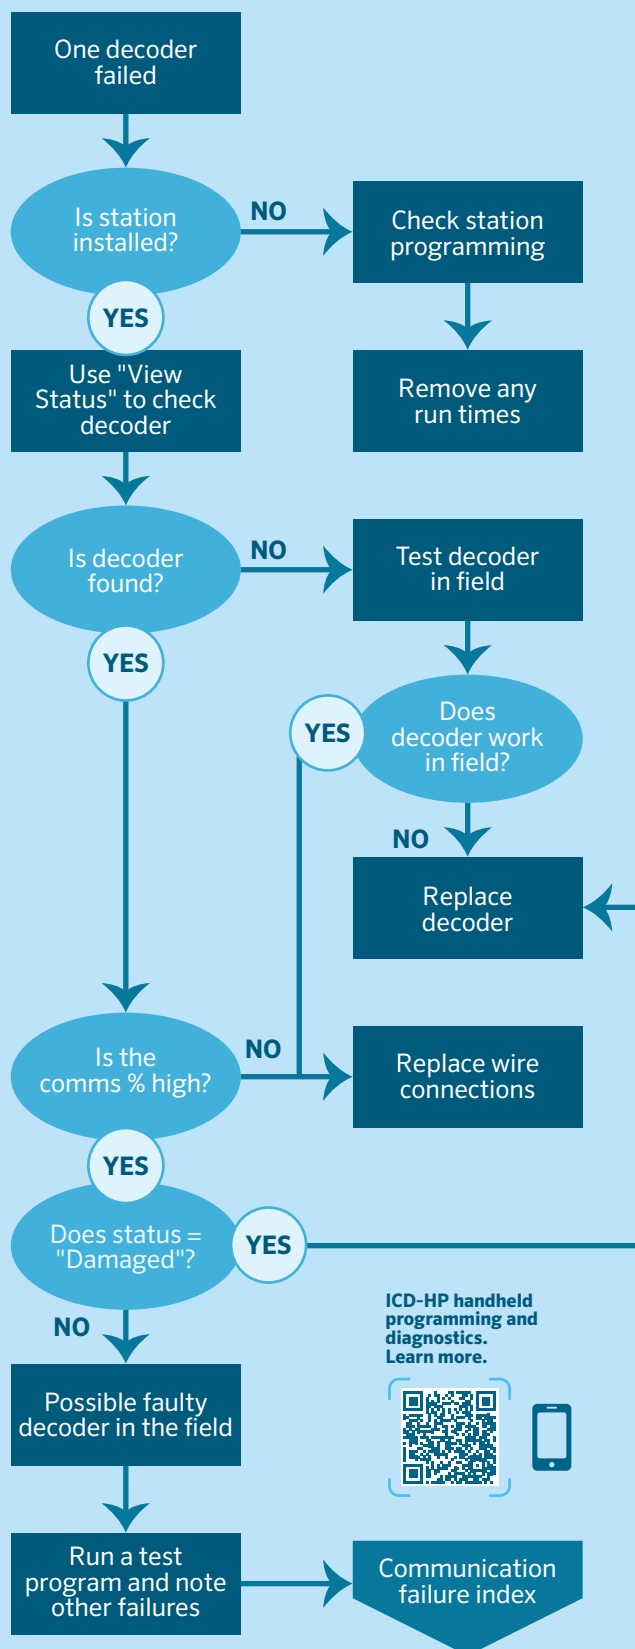 One decoder
failed
Is station
installed?
NO
Check station
programming
YES
Remove any
run times
Use "View
Status" to check
decoder
Is decoder
found?
NO
Test decoder
in field
YES
Does
decoder work
in field?
YES
NO
Replace
decoder
Is the
comms % high?
NO
Replace wire
connections
YES
Does status =
"Damaged"?
YES
NO
ICD-HP handheld
programming and
diagnostics.
Learn more.
Possible faulty
decoder in the field
Run a test
program and note
other failures
Communication
failure index